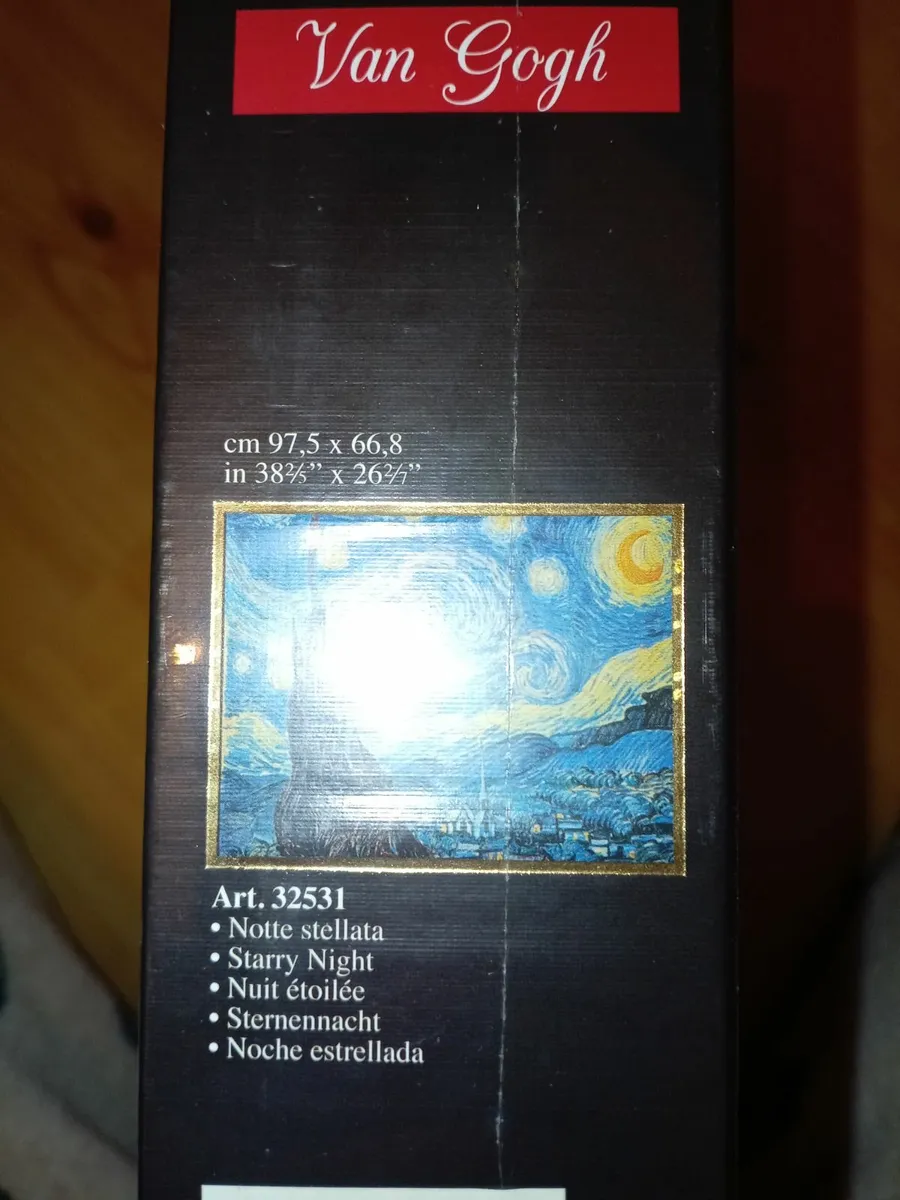 Van Gogh
cm 97,5 x 66,8
in 38⅖” x 26²⁄₇”
Art. 32531
• Notte stellata
• Starry Night
• Nuit étoilée
• Sternennacht
• Noche estrellada